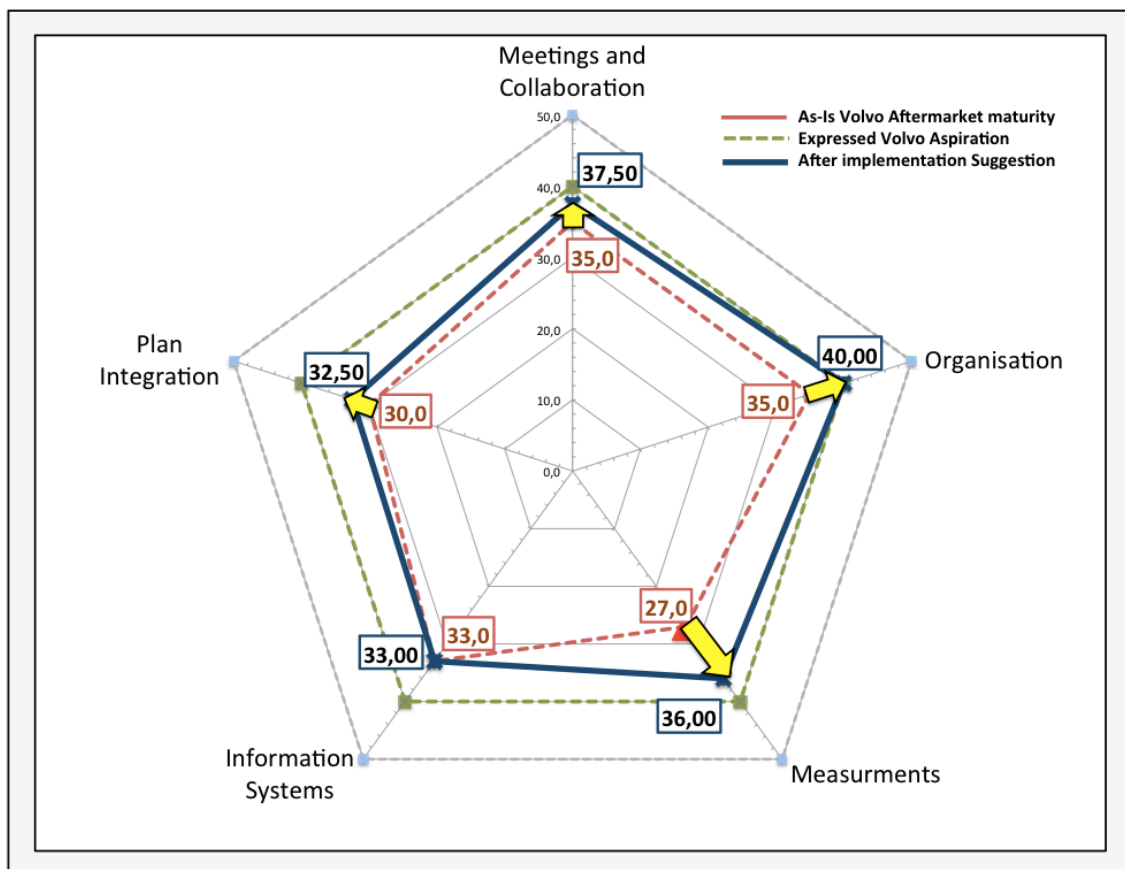 Meetings and
Collaboration
50,0
As-Is Volvo Aftermarket maturity
Expressed Volvo Aspiration
After implementation Suggestion
37,50
40,0
35,0
30,0
40,00
Organisation
Plan
Integration
32,50
35,0
30,0
20,0
10,0
0,0
27,0
33,0
33,00
36,00
Information
Systems
Measurments